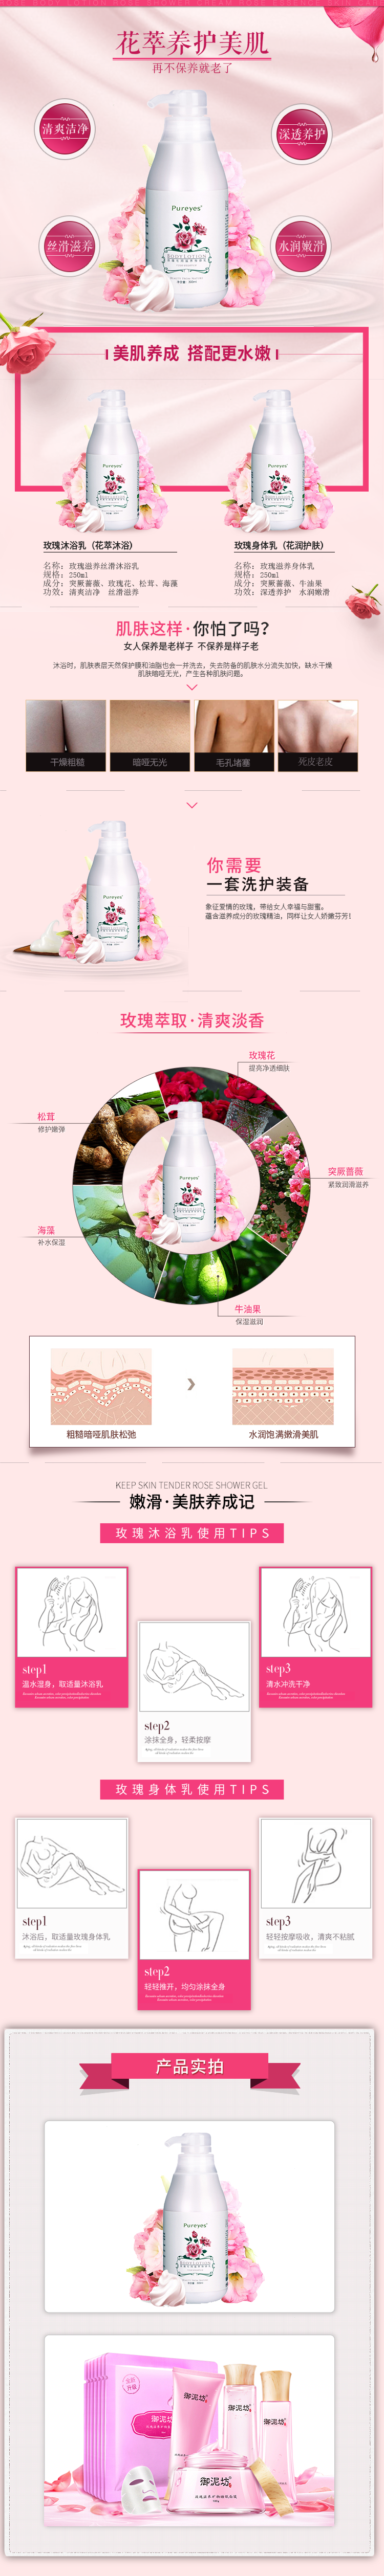 花萃养护美肌
再不保养就老了
清爽洁净
深透养护
丝滑滋养
水润嫩滑
Pureyes
BODY LOTION
美肌养成 搭配更水嫩
Pureyes
Pureyes
玫瑰沐浴乳（花萃沐浴）
名称：玫瑰滋养丝滑沐浴乳
规格：250ml
成分：突厥蔷薇、玫瑰花、松茸、海藻
功效：清爽洁净 丝滑滋养
玫瑰身体乳（花润护肤）
名称：玫瑰滋养身体乳
规格：250ml
成分：突厥蔷薇、牛油果
功效：深透养护 水润嫩滑
肌肤这样·你怕了吗？
女人保养是老样子 不保养是样子老
沐浴时，肌肤表层天然保护膜和油脂也会一并洗去，失去防备的肌肤水分流失加快，缺水干燥
肌肤暗哑无光，产生各种肌肤问题。
干燥粗糙
暗哑无光
毛孔堵塞
死皮老皮
Pureyes
你需要
一套洗护装备
象征爱情的玫瑰，带给女人幸福与甜蜜。
蕴含滋养成分的玫瑰精油，同样让女人娇嫩芬芳！
玫瑰萃取·清爽淡香
玫瑰花
提亮净透细肤
松茸
修护嫩弹
突厥蔷薇
紧致润滑滋养
Pureyes
海藻
补水保湿
牛油果
保湿滋润
粗糙暗哑肌肤松弛
水润饱满嫩滑美肌
KEEP SKIN TENDER ROSE SHOWER GEL
嫩滑·美肤养成记
玫瑰沐浴乳使用TIPS
step1
温水湿身，取适量沐浴乳
step2
涂抹全身，轻柔按摩
step3
清水冲洗干净
玫瑰身体乳使用TIPS
step1
沐浴后，取适量玫瑰身体乳
step2
轻轻推开，均匀涂抹全身
step3
轻轻按摩吸收，清爽不粘腻
产品实拍
Pureyes
BODY LOTION
御泥坊
御泥坊
御泥坊
御泥坊
御泥坊